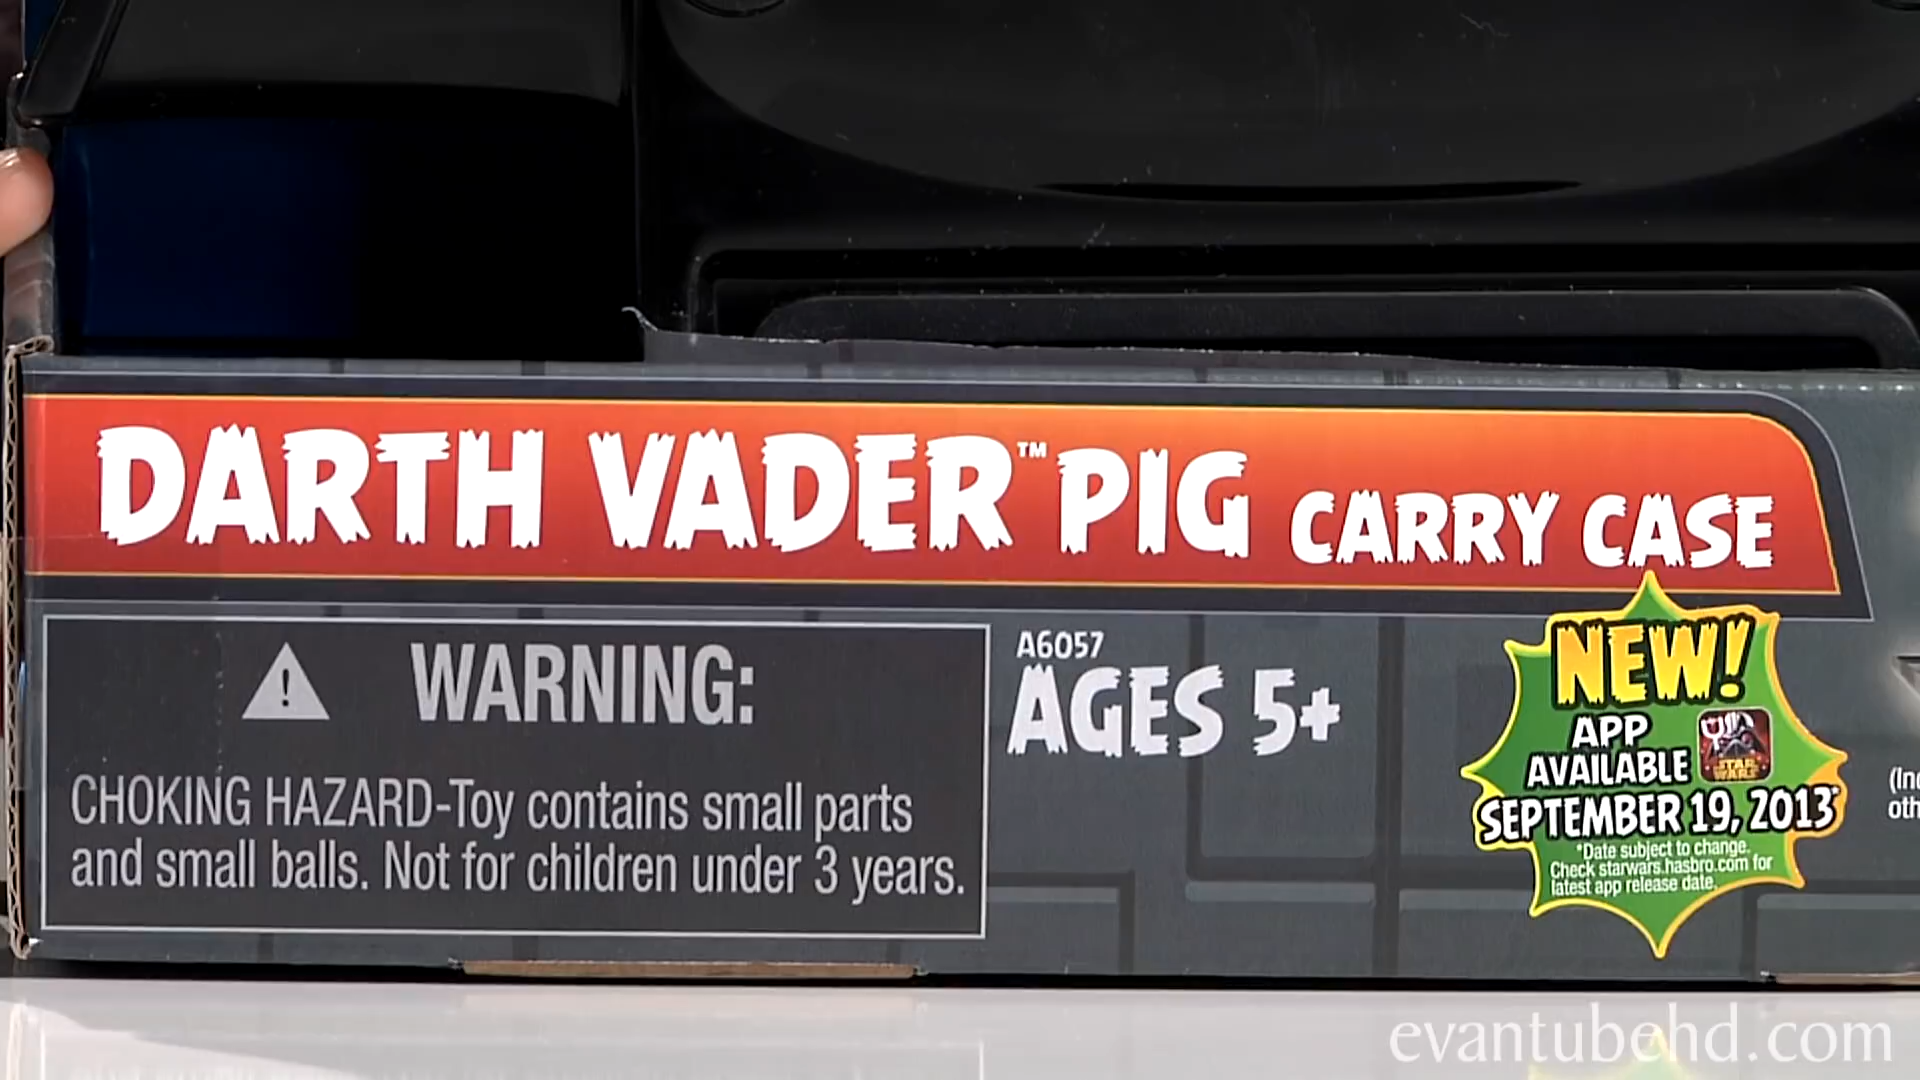 DARTH VADER™ PIG CARRY CASE
WARNING:
CHOKING HAZARD-Toy contains small parts
and small balls. Not for children under 3 years.
A6057
AGES 5+
NEW!
APP
AVAILABLE
STAR
WARS
SEPTEMBER 19, 2013*
*Date subject to change.
Check starwars.hasbro.com for
latest app release date.
evantubehd.com